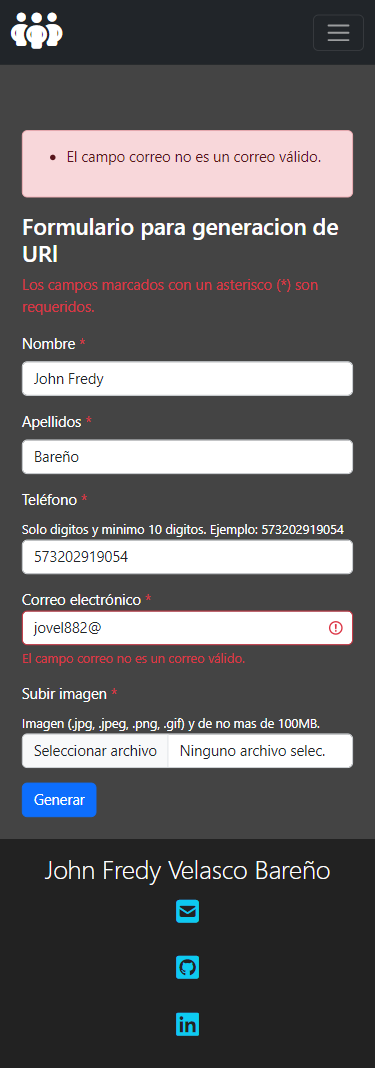 El campo correo no es un correo válido.
Formulario para generacion de
URl
Los campos marcados con un asterisco (*) son
requeridos.
Nombre *
John Fredy
Apellidos *
Bareño
Teléfono *
Solo digitos y minimo 10 digitos. Ejemplo: 573202919054
573202919054
Correo electrónico *
jovel882@
El campo correo no es un correo válido.
Subir imagen *
Imagen (.jpg, .jpeg, .png, .gif) y de no mas de 100MB.
Seleccionar archivo Ninguno archivo selec.
Generar
John Fredy Velasco Bareño
in